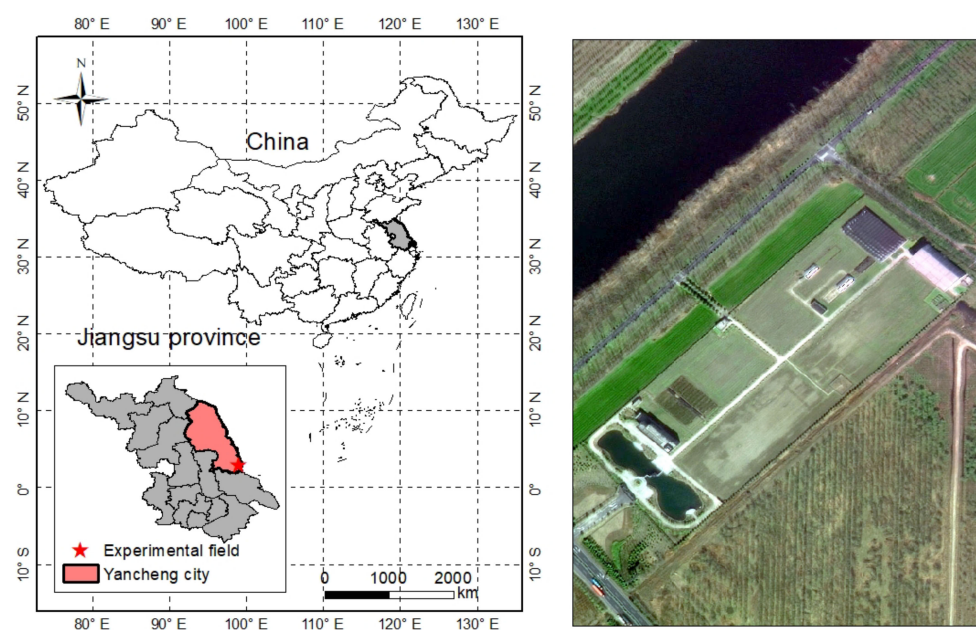 80° E 90° E 100° E 110° E 120° E 130° E
N
50° N 50° N
China
40° N 40° N
30° N 30° N
20° N 20° N
Jiangsu province
10° N 10° N
0° 0°
Experimental field
Yancheng city
10° S 10° S
0 1000 2000
km
80° E 90° E 100° E 110° E 120° E 130° E